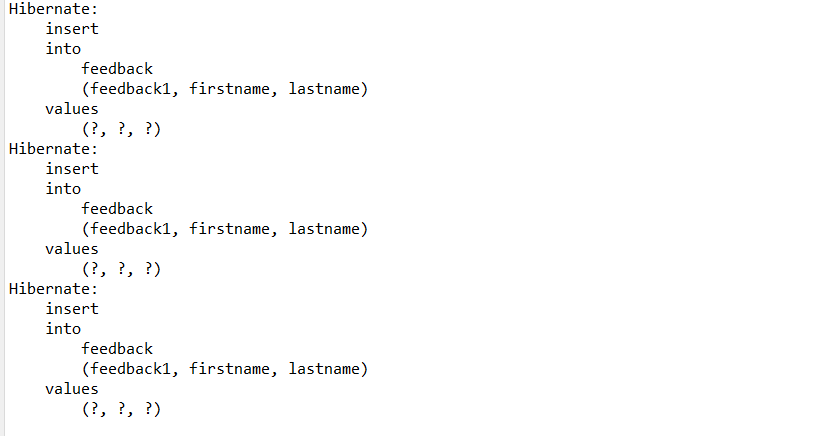 Hibernate:
    insert
    into
        feedback
        (feedback1, firstname, lastname)
    values
        (?, ?, ?)
Hibernate:
    insert
    into
        feedback
        (feedback1, firstname, lastname)
    values
        (?, ?, ?)
Hibernate:
    insert
    into
        feedback
        (feedback1, firstname, lastname)
    values
        (?, ?, ?)